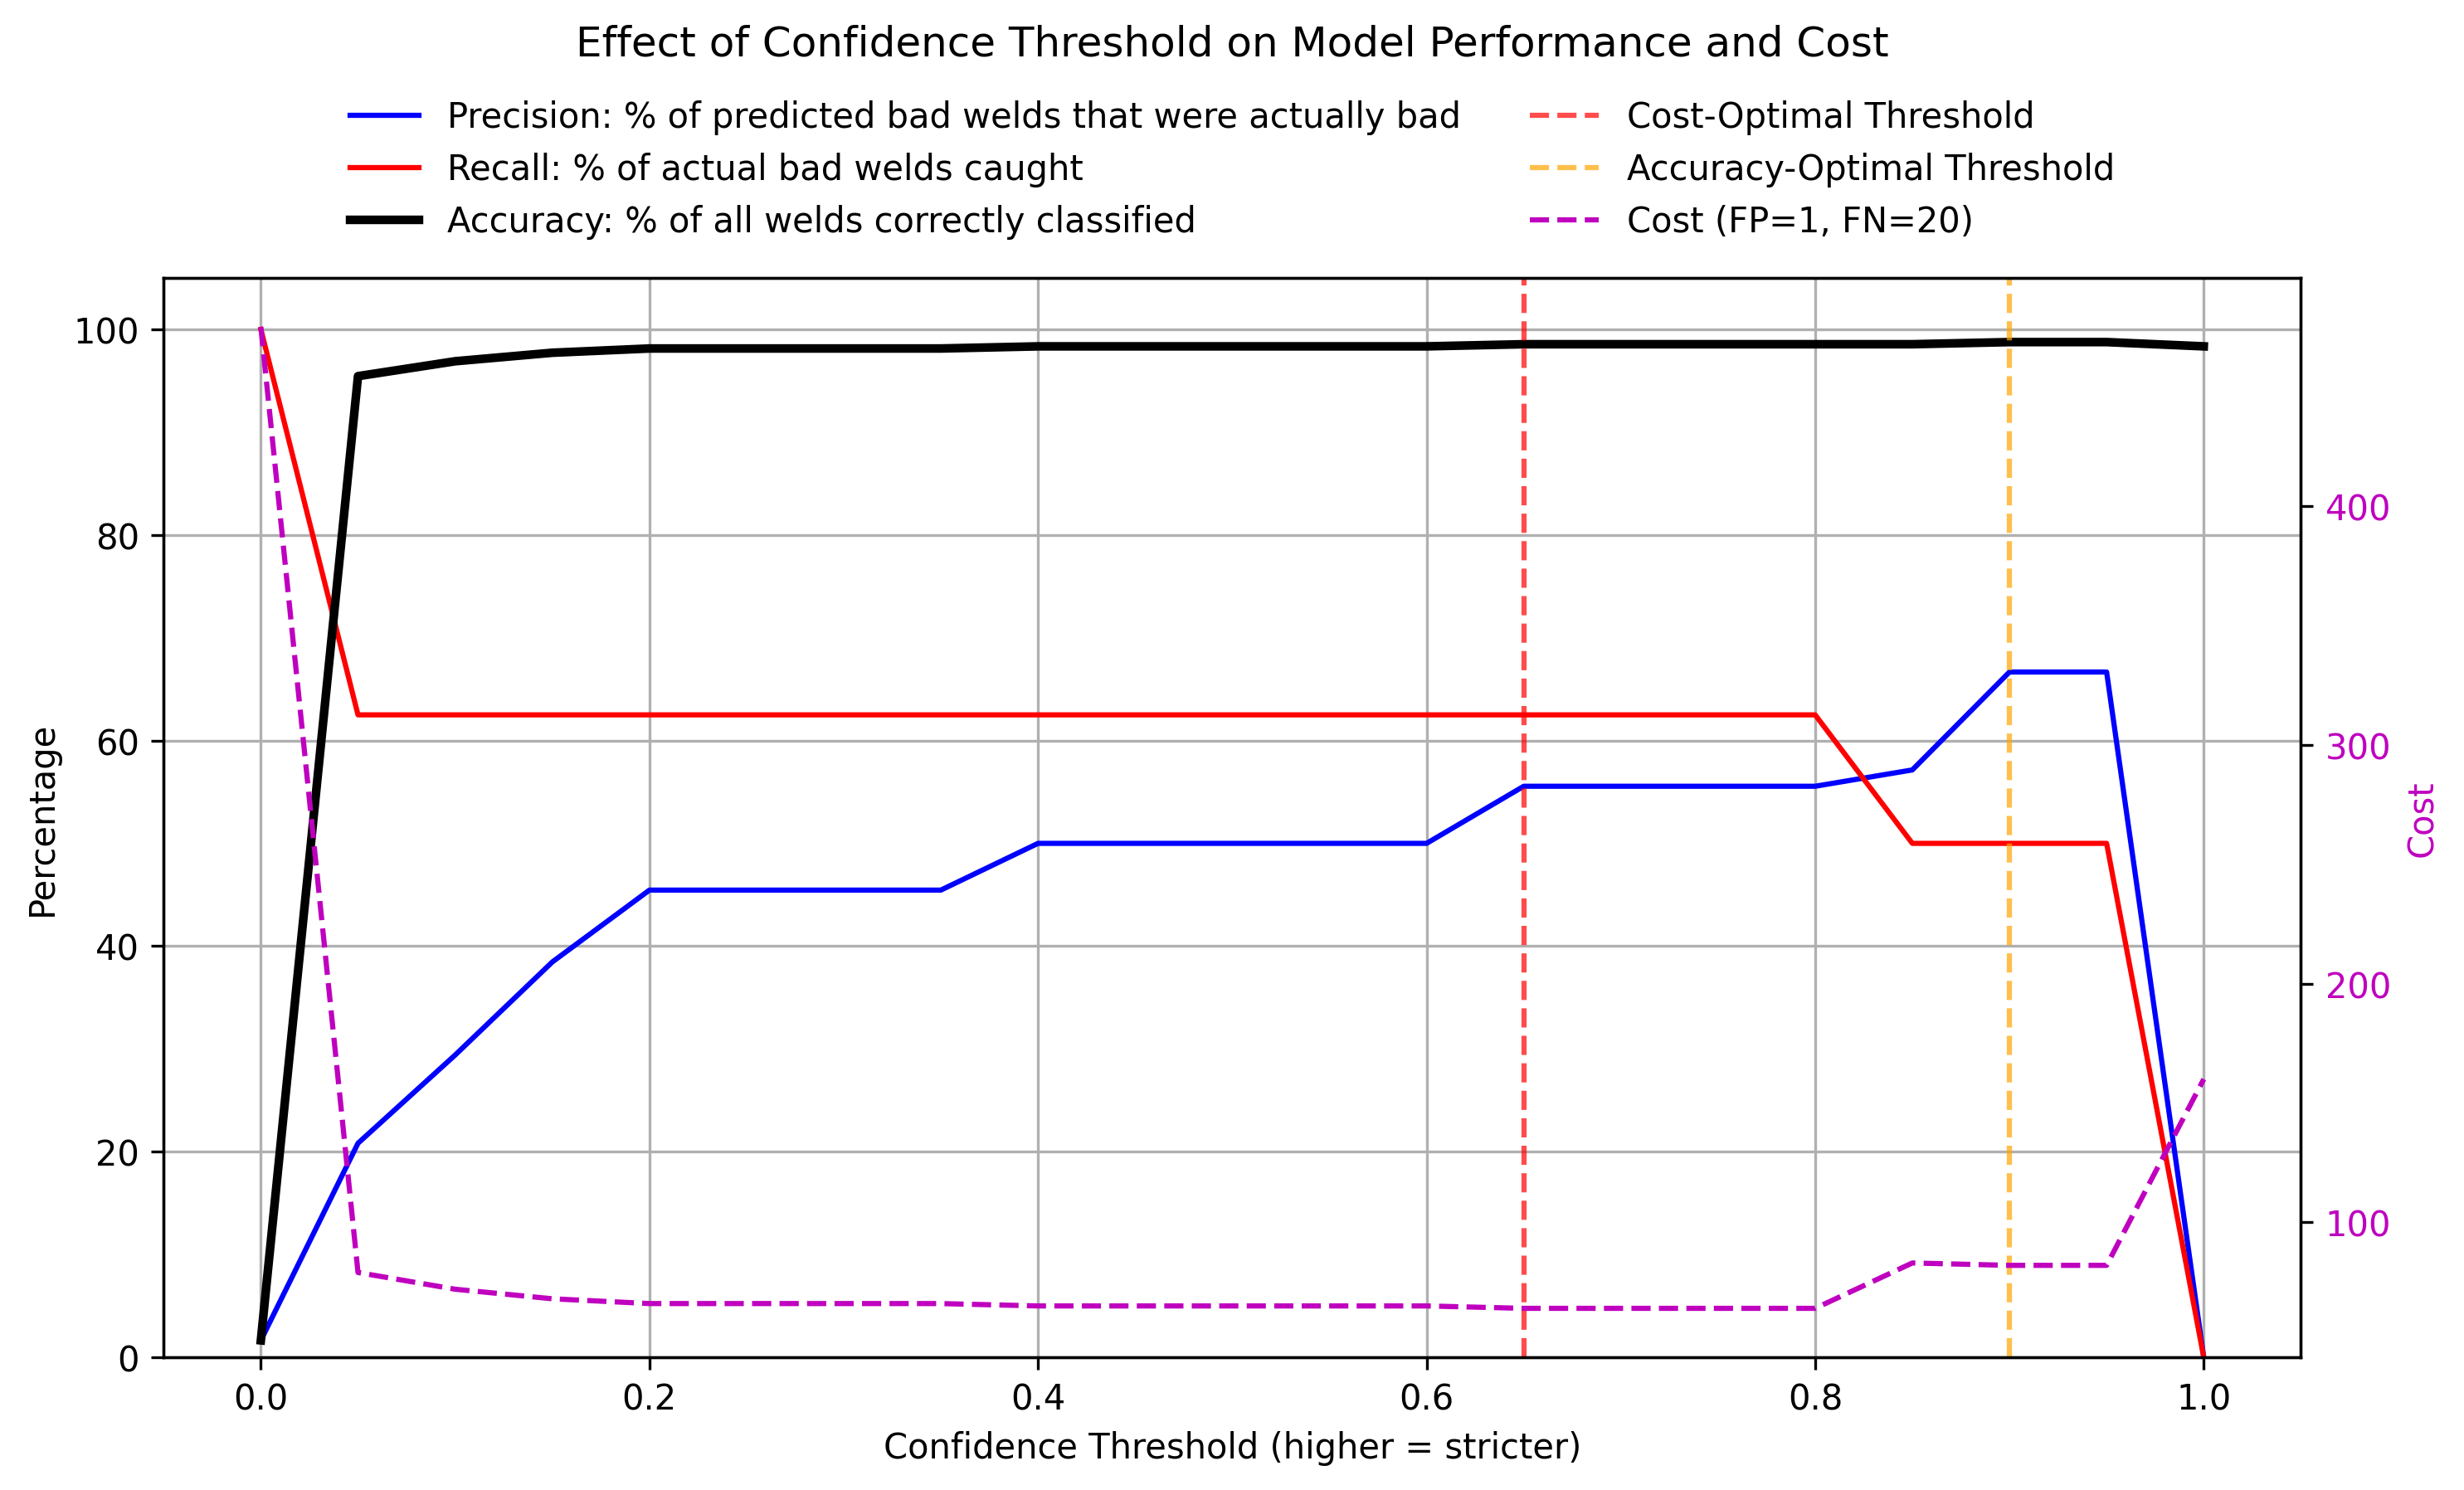 Effect of Confidence Threshold on Model Performance and Cost
Precision: % of predicted bad welds that were actually bad
Recall: % of actual bad welds caught
Accuracy: % of all welds correctly classified
Cost-Optimal Threshold
Accuracy-Optimal Threshold
Cost (FP=1, FN=20)
Percentage
100
80
60
40
20
0
400
300
200
100
Cost
0.0 0.2 0.4 0.6 0.8 1.0
Confidence Threshold (higher = stricter)